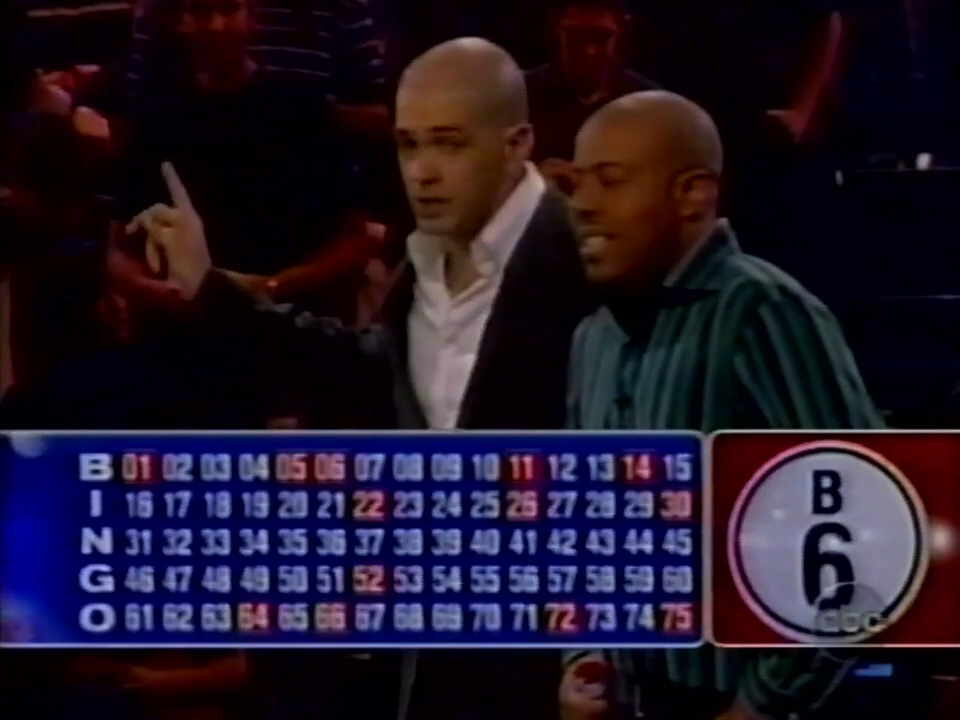 B 01 02 03 04 05 06 07 08 09 10 11 12 13 14 15
I 16 17 18 19 20 21 22 23 24 25 26 27 28 29 30
N 31 32 33 34 35 36 37 38 39 40 41 42 43 44 45
G 46 47 48 49 50 51 52 53 54 55 56 57 58 59 60
O 61 62 63 64 65 66 67 68 69 70 71 72 73 74 75
B
6
abc